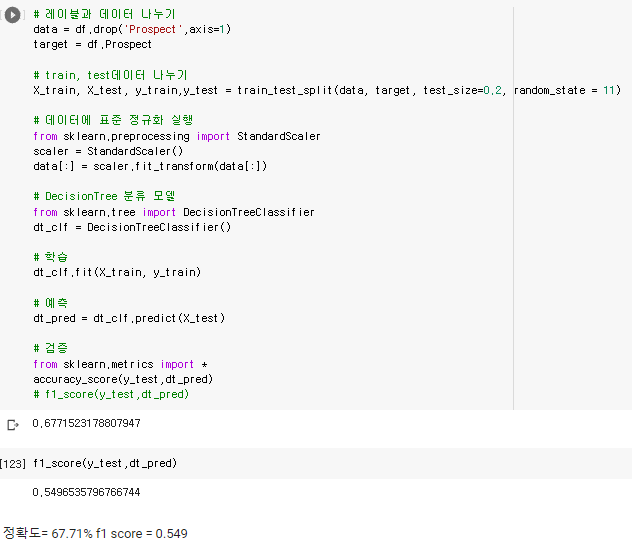 # 레이블과 데이터 나누기
data = df.drop('Prospect',axis=1)
target = df.Prospect
# train, test데이터 나누기
X_train, X_test, y_train,y_test = train_test_split(data, target, test_size=0.2, random_state = 11)
# 데이터에 표준 정규화 실행
from sklearn.preprocessing import StandardScaler
scaler = StandardScaler()
data[:] = scaler.fit_transform(data[:])
# DecisionTree 분류 모델
from sklearn.tree import DecisionTreeClassifier
dt_clf = DecisionTreeClassifier()
# 학습
dt_clf.fit(X_train, y_train)
# 예측
dt_pred = dt_clf.predict(X_test)
# 검증
from sklearn.metrics import *
accuracy_score(y_test,dt_pred)
# f1_score(y_test,dt_pred)
0.6771523178807947
[123] f1_score(y_test,dt_pred)
0.5496535796766744
정확도= 67.71% f1 score = 0.549